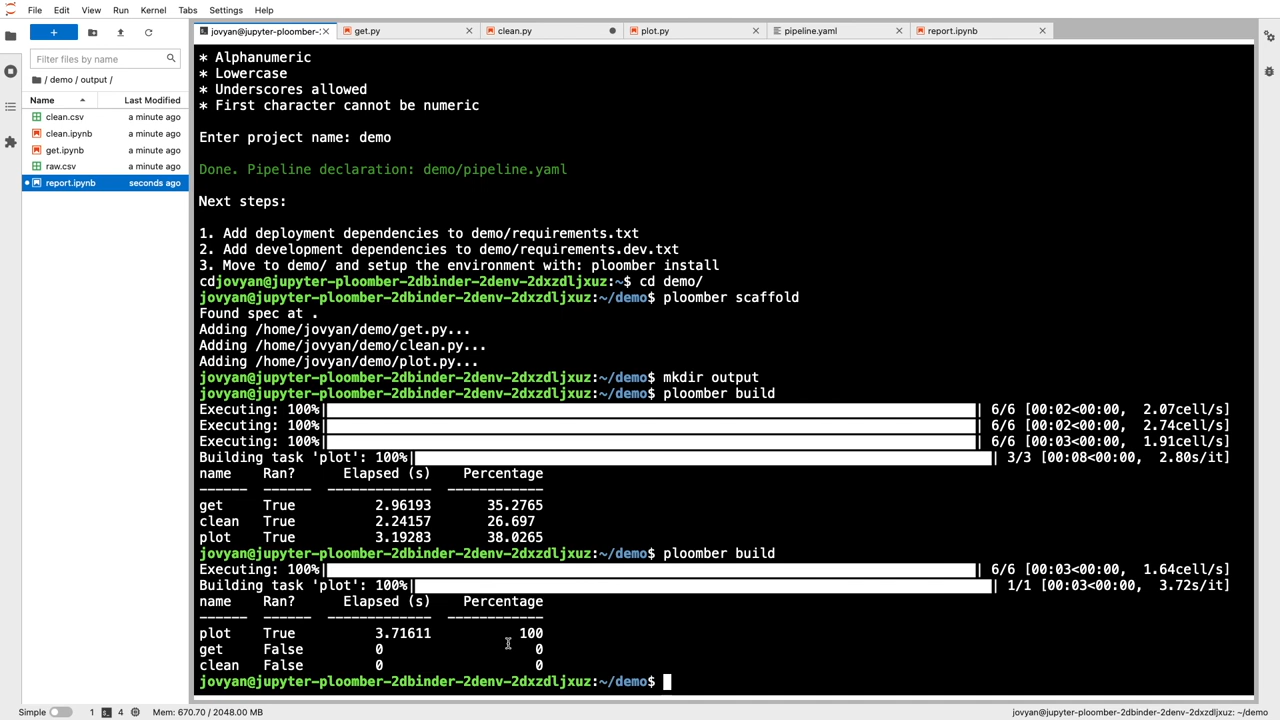 File Edit View Run Kernel Tabs Settings Help
+
Filter files by name
/ demo / output /
Name Last Modified
clean.csv a minute ago
clean.ipynb a minute ago
get.ipynb a minute ago
raw.csv a minute ago
report.ipynb seconds ago
jovyan@jupyter-ploomber-: get.py clean.py plot.py pipeline.yaml report.ipynb
* Alphanumeric
* Lowercase
* Underscores allowed
* First character cannot be numeric
Enter project name: demo
Done. Pipeline declaration: demo/pipeline.yaml
Next steps:
1. Add deployment dependencies to demo/requirements.txt
2. Add development dependencies to demo/requirements.dev.txt
3. Move to demo/ and setup the environment with: ploomber install
cdjovyan@jupyter-ploomber-2dbinder-2denv-2dxzdljxuz:~$ cd demo/
jovyan@jupyter-ploomber-2dbinder-2denv-2dxzdljxuz:~/demo$ ploomber scaffold
Found spec at .
Adding /home/jovyan/demo/get.py...
Adding /home/jovyan/demo/clean.py...
Adding /home/jovyan/demo/plot.py...
jovyan@jupyter-ploomber-2dbinder-2denv-2dxzdljxuz:~/demo$ mkdir output
jovyan@jupyter-ploomber-2dbinder-2denv-2dxzdljxuz:~/demo$ ploomber build
Executing: 100%| | 6/6 [00:02<00:00, 2.07cell/s]
Executing: 100%| | 6/6 [00:02<00:00, 2.74cell/s]
Executing: 100%| | 6/6 [00:03<00:00, 1.91cell/s]
Building task 'plot': 100%| | 3/3 [00:08<00:00, 2.80s/it]
name Ran? Elapsed (s) Percentage
------ ------ ------------- ------------
get True 2.96193 35.2765
clean True 2.24157 26.697
plot True 3.19283 38.0265
jovyan@jupyter-ploomber-2dbinder-2denv-2dxzdljxuz:~/demo$ ploomber build
Executing: 100%| | 6/6 [00:03<00:00, 1.64cell/s]
Building task 'plot': 100%| | 1/1 [00:03<00:00, 3.72s/it]
name Ran? Elapsed (s) Percentage
------ ------ ------------- ------------
plot True 3.71611 100
get False 0 0
clean False 0 0
jovyan@jupyter-ploomber-2dbinder-2denv-2dxzdljxuz:~/demo$
Simple 1 4 Mem: 670.70 / 2048.00 MB jovyan@jupyter-ploomber-2dbinder-2denv-2dxzdljxuz: ~/demo